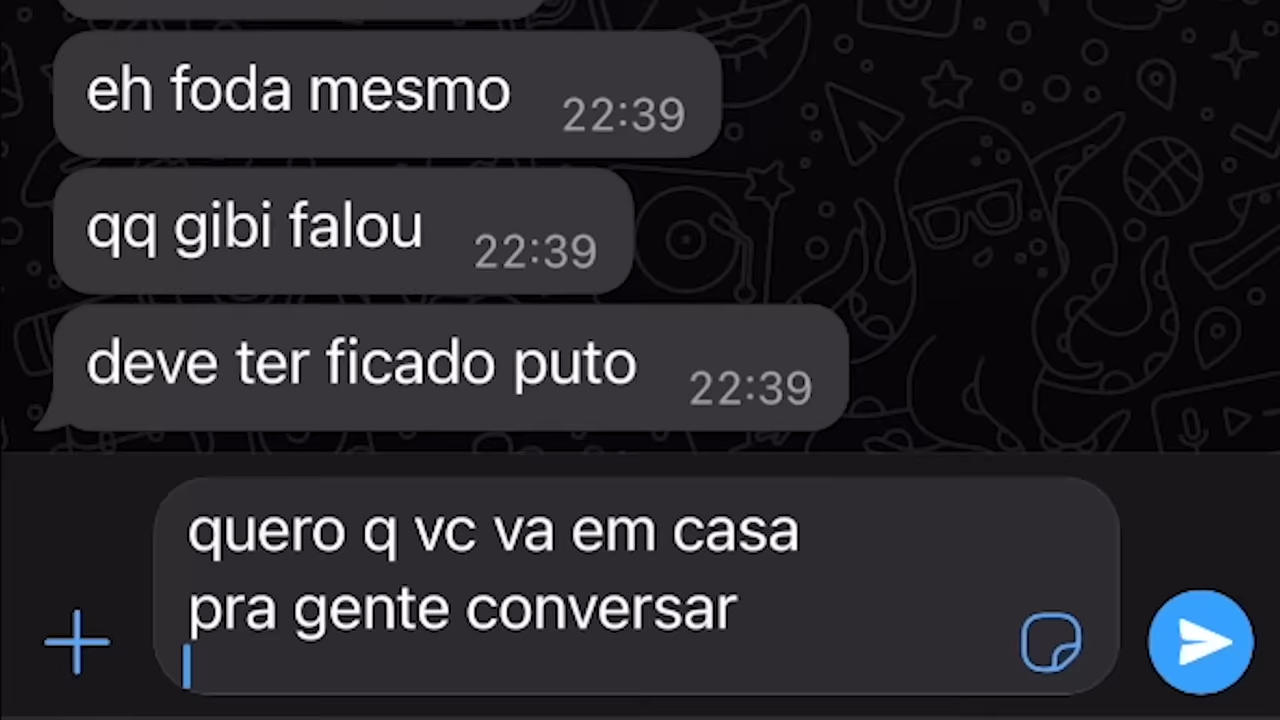 eh foda mesmo 22:39
qq gibi falou 22:39
deve ter ficado puto 22:39
quero q vc va em casa
pra gente conversar